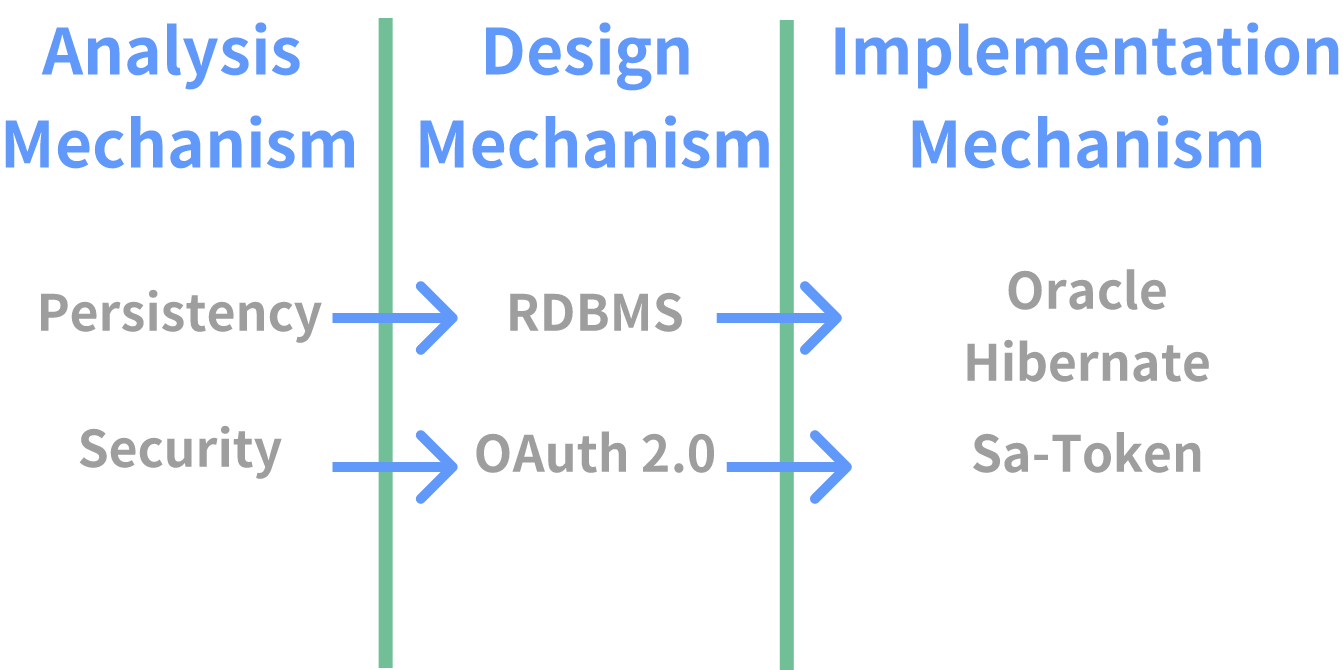 Analysis
Mechanism
Design
Mechanism
Implementation
Mechanism
Persistency
RDBMS
Oracle
Hibernate
Security
OAuth 2.0
Sa-Token